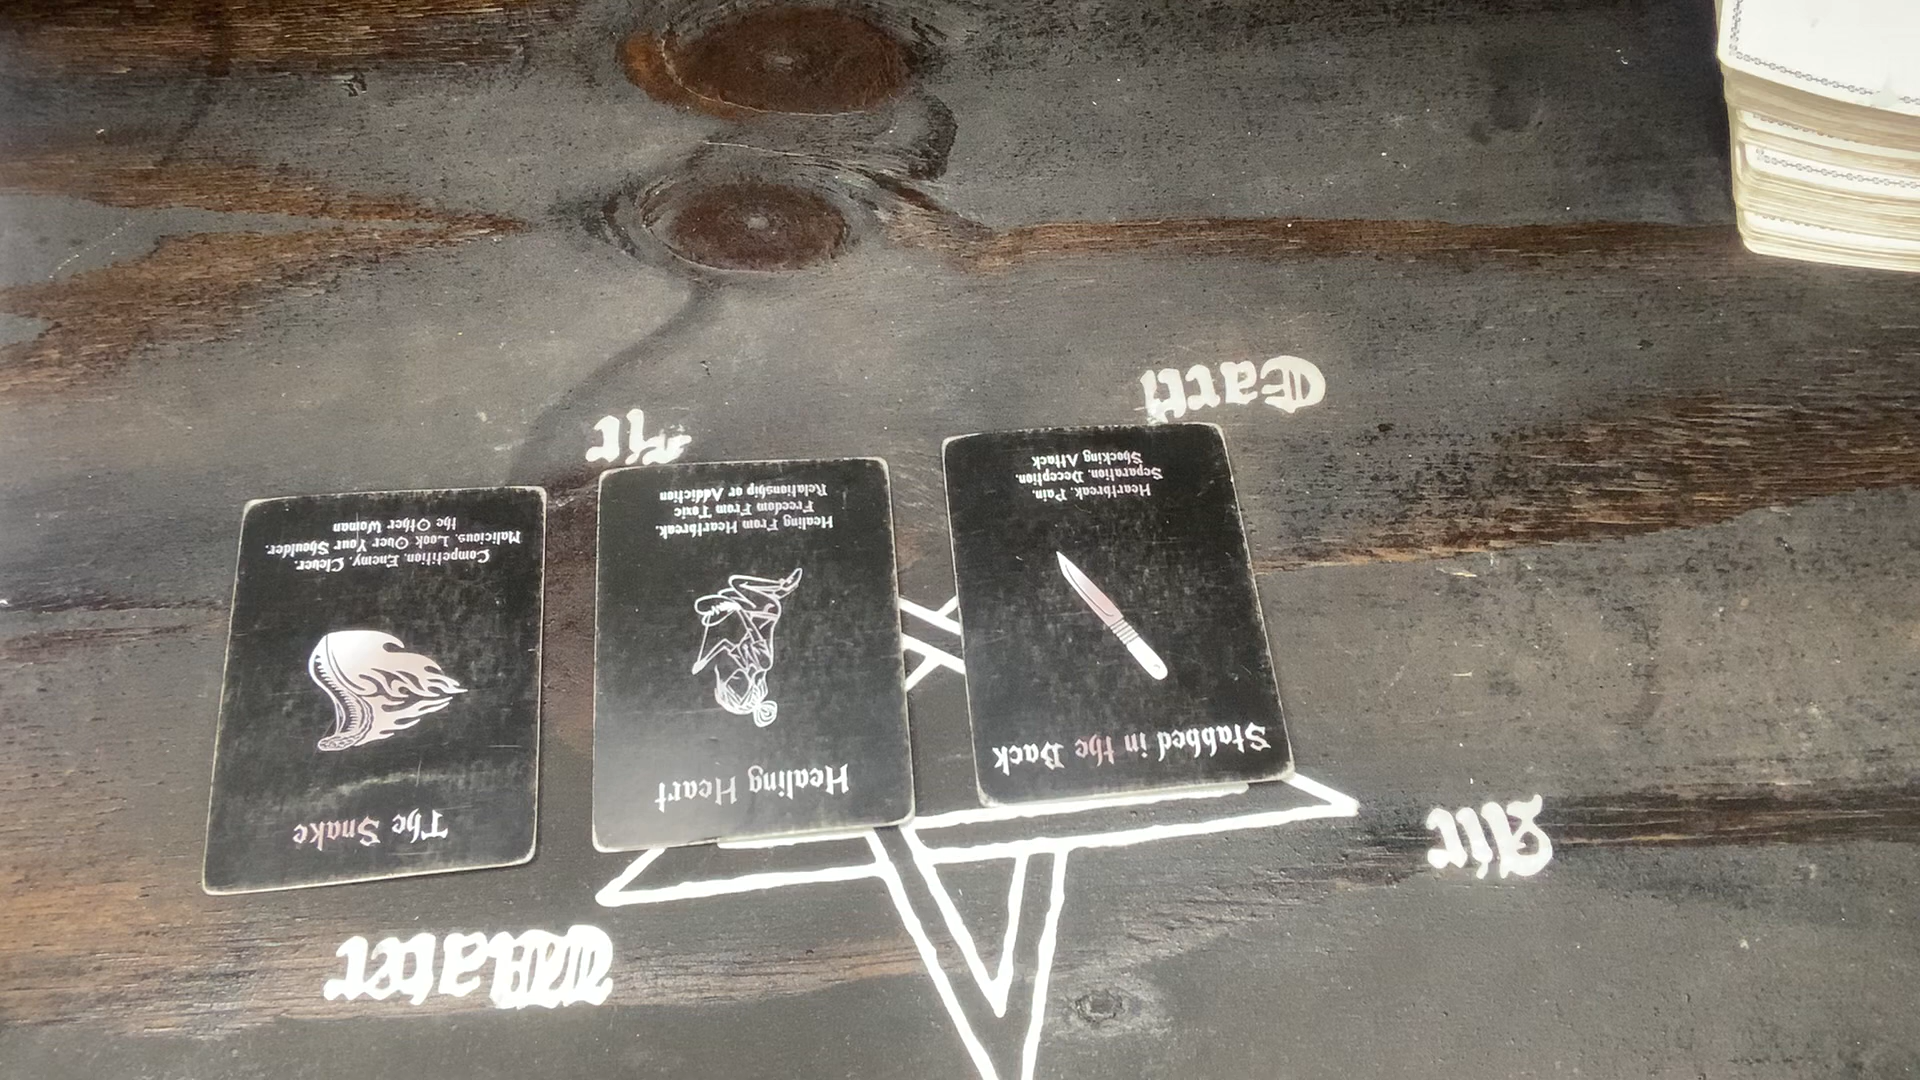 Water
Air
Stabbed in the Back
Heartbreak, Pain,
Separation, Deception,
Shocking Attack
Healing Heart
Healing From Heartbreak,
Freedom From Toxic
Relationship or Addiction
The Snake
Competition, Enemy, Clever,
Malicious, Look Over Your Shoulder,
the Other Woman
Earth